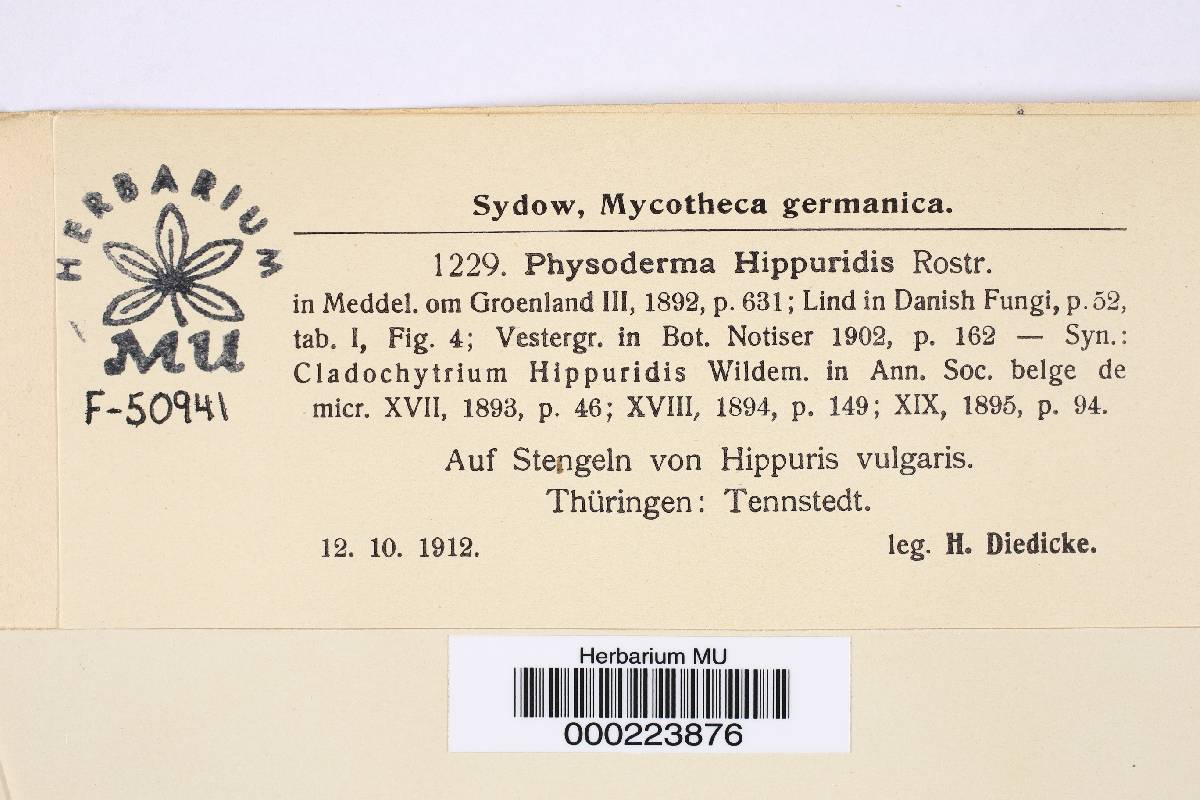 HERBARIUM
MU
F-50941
Sydow, Mycotheca germanica.
1229. Physoderma Hippuridis Rostr.
in Meddel. om Groenland III, 1892, p. 631; Lind in Danish Fungi, p. 52,
tab. I, Fig. 4; Vestergr. in Bot. Notiser 1902, p. 162 — Syn.:
Cladochytrium Hippuridis Wildem. in Ann. Soc. belge de
micr. XVII, 1893, p. 46; XVIII, 1894, p. 149; XIX, 1895, p. 94.
Auf Stengeln von Hippuris vulgaris.
Thüringen: Tennstedt.
12. 10. 1912. leg. H. Diedicke.
Herbarium MU
000223876